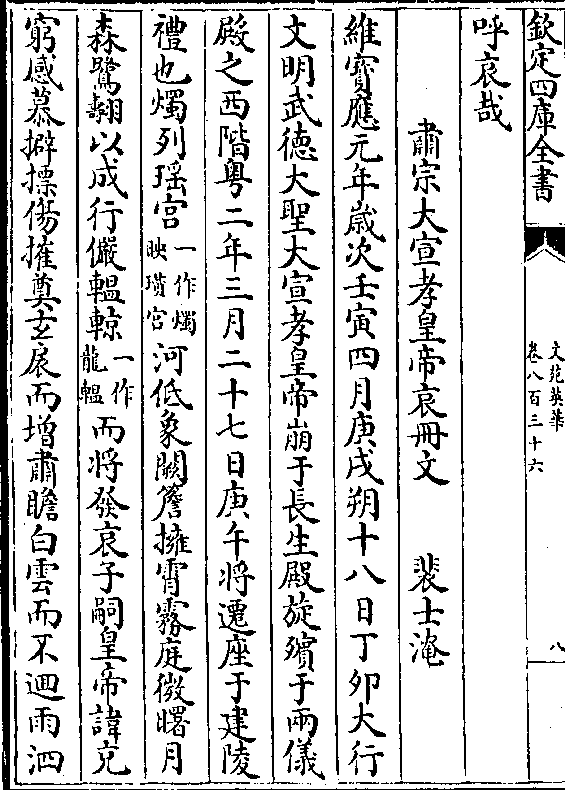 欽定四庫全書
文苑英華
卷八百三十六
八
呼哀哉
肅宗大宣孝皇帝哀冊文 裴士淹
維寳應元年歲次壬寅四月庚戌朔十八日丁卯大行
文明武德大聖大宣孝皇帝崩于長生殿旋殯于兩儀
殿之西階粤二年三月二十七日庚午將遷座于建陵
禮也燭列瑶宫一作燭映瓚宫河低象闕簷擁霄霧庭微曙月
森鷺翿以成行儼轀輬一作龍轀而將發哀子嗣皇帝諱充
窮感慕擗摽傷摧奠玄扆而增肅瞻白雲而不迴雨泗